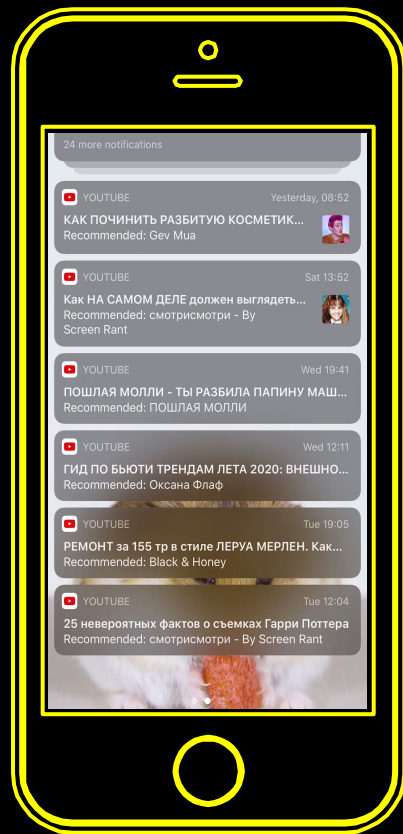 24 more notifications
YOUTUBE Yesterday, 08:52
КАК ПОЧИНИТЬ РАЗБИТУЮ КОСМЕТИК...
Recommended: Gev Mua
YOUTUBE Sat 13:52
Как НА САМОМ ДЕЛЕ должен выглядеть...
Recommended: смотрисмотри - By
Screen Rant
YOUTUBE Wed 19:41
ПОШЛАЯ МОЛЛИ - ТЫ РАЗБИЛА ПАПИНУ МАШ...
Recommended: ПОШЛАЯ МОЛЛИ
YOUTUBE Wed 12:11
ГИД ПО БЬЮТИ ТРЕНДАМ ЛЕТА 2020: ВНЕШНО...
Recommended: Оксана Флаф
YOUTUBE Tue 19:05
РЕМОНТ за 155 тр в стиле ЛЕРУА МЕРЛЕН. Как...
Recommended: Black & Honey
YOUTUBE Tue 12:04
25 невероятных фактов о съемках Гарри Поттера
Recommended: смотрисмотри - By Screen Rant